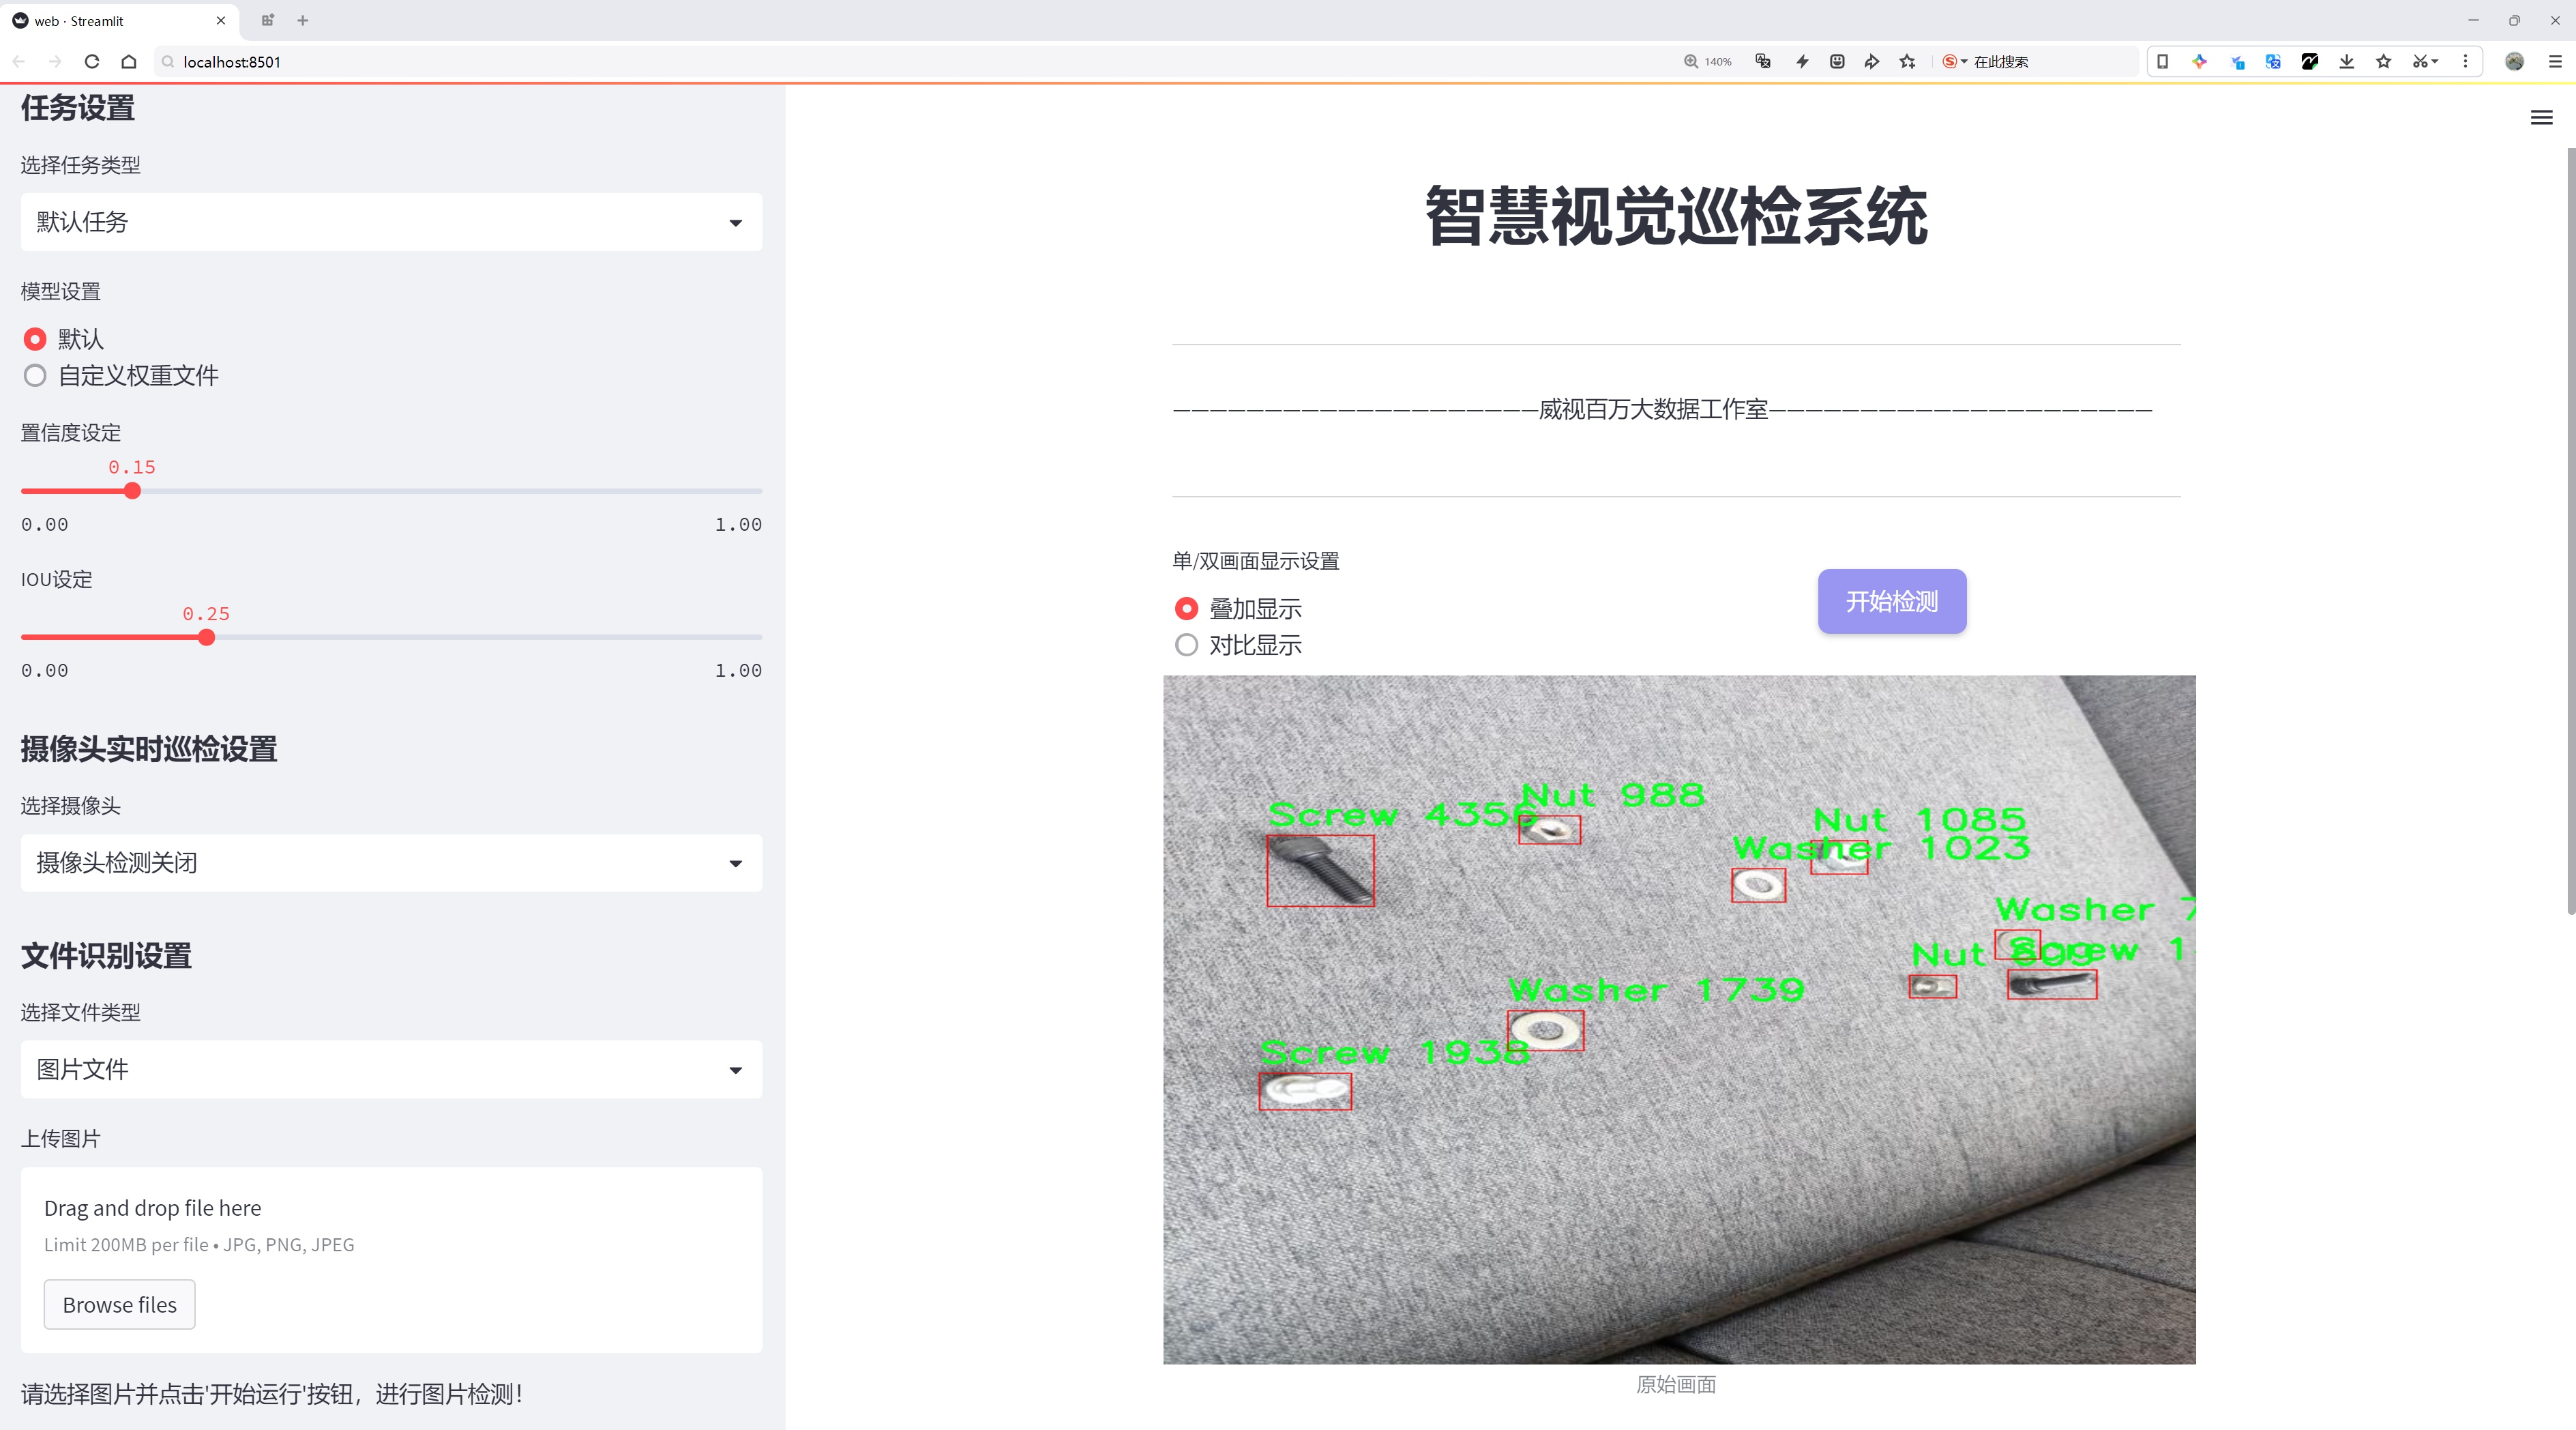 web · Streamlit
localhost:8501
140%
在此搜索
任务设置
选择任务类型
默认任务
模型设置
默认
自定义权重文件
置信度设定
0.15
0.00
1.00
IOU设定
0.25
0.00
1.00
摄像头实时巡检设置
选择摄像头
摄像头检测关闭
文件识别设置
选择文件类型
图片文件
上传图片
Drag and drop file here
Limit 200MB per file • JPG, PNG, JPEG
Browse files
请选择图片并点击'开始运行'按钮，进行图片检测！
智慧视觉巡检系统
————————————————————威视百万大数据工作室—————————————————————
单/双画面显示设置
叠加显示
对比显示
开始检测
Nut 988
Screw 4356
Nut 1085
Washer 1023
Washer 7
Screw 1
Nut
Washer 1739
Screw 1938
原始画面